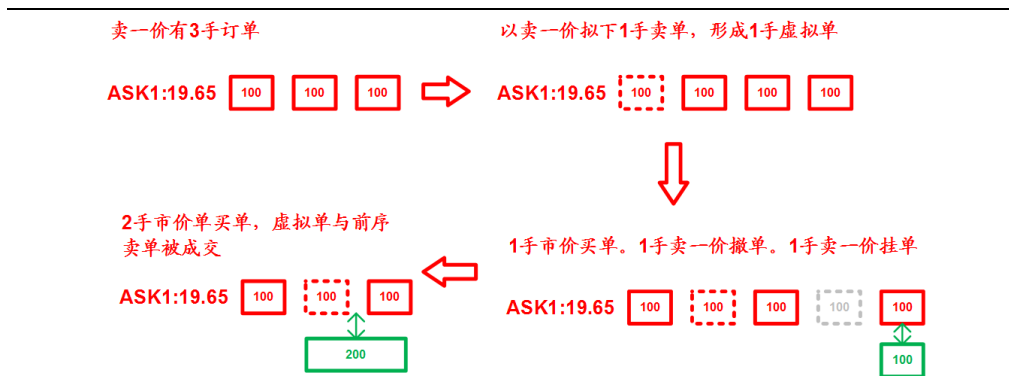 卖一价有3手订单
ASK1:19.65 100 100 100
以卖一价拟下1手卖单，形成1手虚拟单
ASK1:19.65 100 100 100 100
2手市价单买单，虚拟单与前序
卖单被成交
ASK1:19.65 100 100 100
200
1手市价买单。1手卖一价撤单。1手卖一价挂单
ASK1:19.65 100 100 100 100 100
100